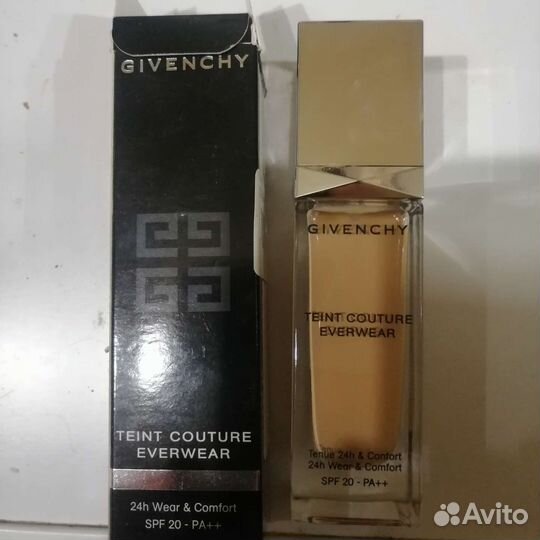 GIVENCHY
TEINT COUTURE
EVERWEAR
24h Wear & Comfort
SPF 20 - PA++
GIVENCHY
TEINT COUTURE
EVERWEAR
Tenue 24h & Confort
24h Wear & Comfort
SPF 20 - PA++
Avito